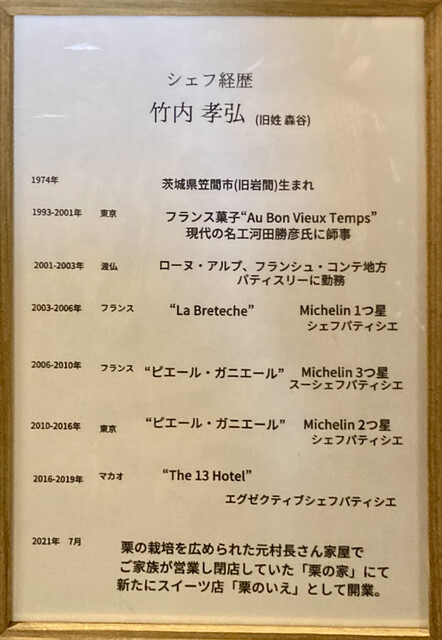 シェフ経歴
竹内 孝弘 (旧姓 森谷)
1974年 茨城県笠間市(旧岩間)生まれ
1993-2001年 東京 フランス菓子“Au Bon Vieux Temps”
現代の名工河田勝彦氏に師事
2001-2003年 渡仏 ローヌ・アルプ、フランシュ・コンテ地方
パティスリーに勤務
2003-2006年 フランス “La Breteche” Michelin 1つ星
シェフパティシエ
2006-2010年 フランス “ピエール・ガニエール” Michelin 3つ星
スーシェフパティシエ
2010-2016年 東京 “ピエール・ガニエール” Michelin 2つ星
シェフパティシエ
2016-2019年 マカオ “The 13 Hotel”
エグゼクティブシェフパティシエ
2021年 7月 栗の栽培を広められた元村長さん家屋で
ご家族が営業し閉店していた「栗の家」にて
新たにスイーツ店「栗のいえ」として開業。